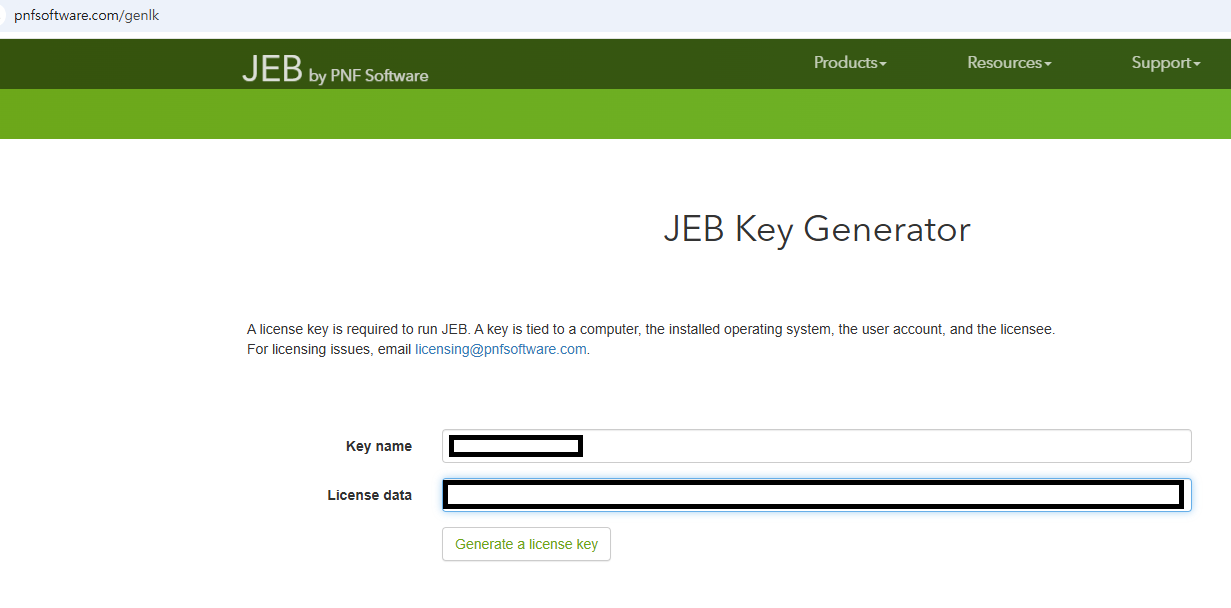 pnfsoftware.com/genlk
JEB by PNF Software
Products
Resources
Support
JEB Key Generator
A license key is required to run JEB. A key is tied to a computer, the installed operating system, the user account, and the licensee.
For licensing issues, email licensing@pnfsoftware.com.
Key name
License data
Generate a license key